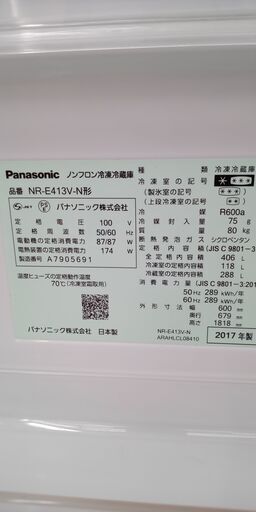 Panasonic ノンフロン冷凍冷蔵庫
品番 NR-E413V-N形
JET PS E パナソニック株式会社
定格電圧 100 V
定格周波数 50/60 Hz
電動機の定格消費電力 87/87 W
電熱装置の定格消費電力 174 W
製造番号 A7905691
温度ヒューズの定格動作温度
70℃(冷凍室霜取用)
パナソニック株式会社 日本製
種類 冷凍冷蔵庫
冷凍室の記号
(製氷室の記号
(上段冷凍室の記号
冷媒 R600a
冷媒封入量 75 g
質量 80 kg
断熱発泡ガス シクロペンタン
全定格内容積 406 L
冷凍室の定格内容積 118 L
冷蔵室の定格内容積 288 L
消費電力量 (JIS C 9801-3:201
50Hz 289 kWh/年
60Hz 289 kWh/年
外形寸法 幅 600 mm
奥行 679 mm
高さ 1818 mm
NR-E413V-N
ARAHLCL08410
2017年製